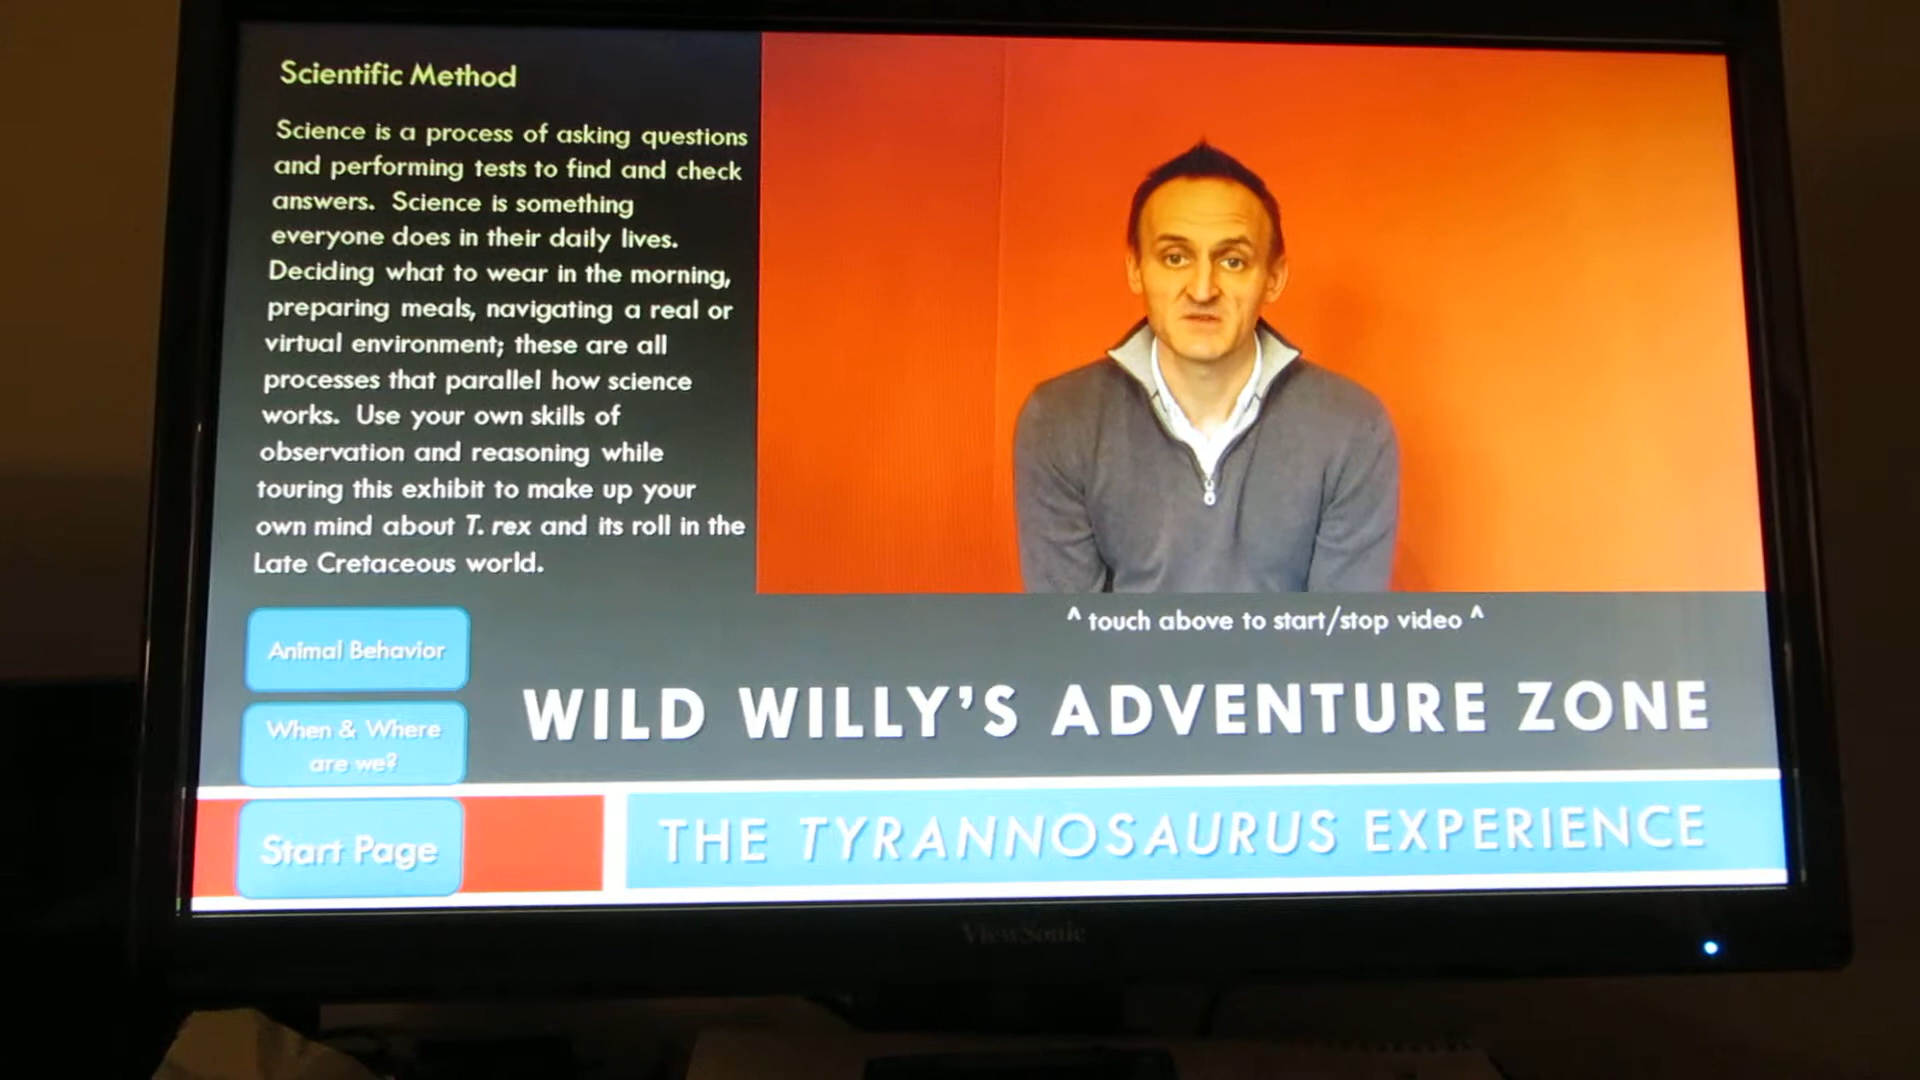 Scientific Method
Science is a process of asking questions
and performing tests to find and check
answers. Science is something
everyone does in their daily lives.
Deciding what to wear in the morning,
preparing meals, navigating a real or
virtual environment; these are all
processes that parallel how science
works. Use your own skills of
observation and reasoning while
touring this exhibit to make up your
own mind about T. rex and its roll in the
Late Cretaceous world.
^ touch above to start/stop video ^
Animal Behavior
When & Where
are we?
WILD WILLY'S ADVENTURE ZONE
Start Page
THE TYRANNOSAURUS EXPERIENCE
ViewSonic